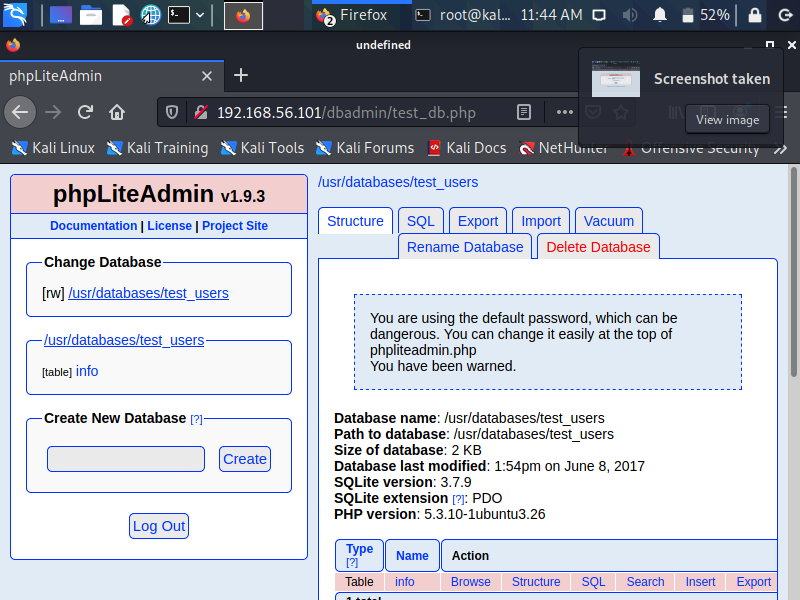 Firefox
root@kal...
11:44 AM
52%
undefined
phpLiteAdmin
Screenshot taken
View image
192.168.56.101/dbadmin/test_db.php
Kali Linux
Kali Training
Kali Tools
Kali Forums
Kali Docs
NetHunter
Offensive Security
phpLiteAdmin v1.9.3
Documentation | License | Project Site
Change Database
[rw] /usr/databases/test_users
/usr/databases/test_users
[table] info
Create New Database [?]
Create
Log Out
/usr/databases/test_users
Structure SQL Export Import Vacuum
Rename Database Delete Database
You are using the default password, which can be
dangerous. You can change it easily at the top of
phpliteadmin.php
You have been warned.
Database name: /usr/databases/test_users
Path to database: /usr/databases/test_users
Size of database: 2 KB
Database last modified: 1:54pm on June 8, 2017
SQLite version: 3.7.9
SQLite extension [?]: PDO
PHP version: 5.3.10-1ubuntu3.26
Type [?] Name Action
Table info Browse Structure SQL Search Insert Export
1 total